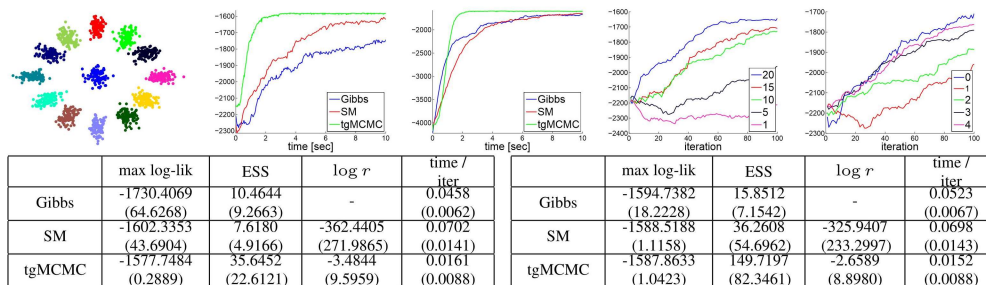 -1600
-1700
-1800
-1900
-2000
-2100
-2200
-2300
0 2 4 6 8 10
time [sec]
Gibbs
SM
tgMCMC
-2000
-2500
-3000
-3500
-4000
0 2 4 6 8 10
time [sec]
Gibbs
SM
tgMCMC
-1600
-1700
-1800
-1900
-2000
-2100
-2200
-2300
-2400
0 20 40 60 80 100
iteration
20
15
10
5
1
-1700
-1800
-1900
-2000
-2100
-2200
-2300
0 20 40 60 80 100
iteration
0
1
2
3
4
max log-lik ESS log r time / iter
Gibbs -1730.4069 10.4644 - 0.0458
(64.6268) (9.2663) (0.0062)
SM -1602.3353 7.6180 -362.4405 0.0702
(43.6904) (4.9166) (271.9865) (0.0141)
tgMCMC -1577.7484 35.6452 -3.4844 0.0161
(0.2889) (22.6121) (9.5959) (0.0088)
max log-lik ESS log r time / iter
Gibbs -1594.7382 15.8512 - 0.0523
(18.2228) (7.1542) (0.0067)
SM -1588.5188 36.2608 -325.9407 0.0698
(1.1158) (54.6962) (233.2997) (0.0143)
tgMCMC -1587.8633 149.7197 -2.6589 0.0152
(1.0423) (82.3461) (8.8980) (0.0088)